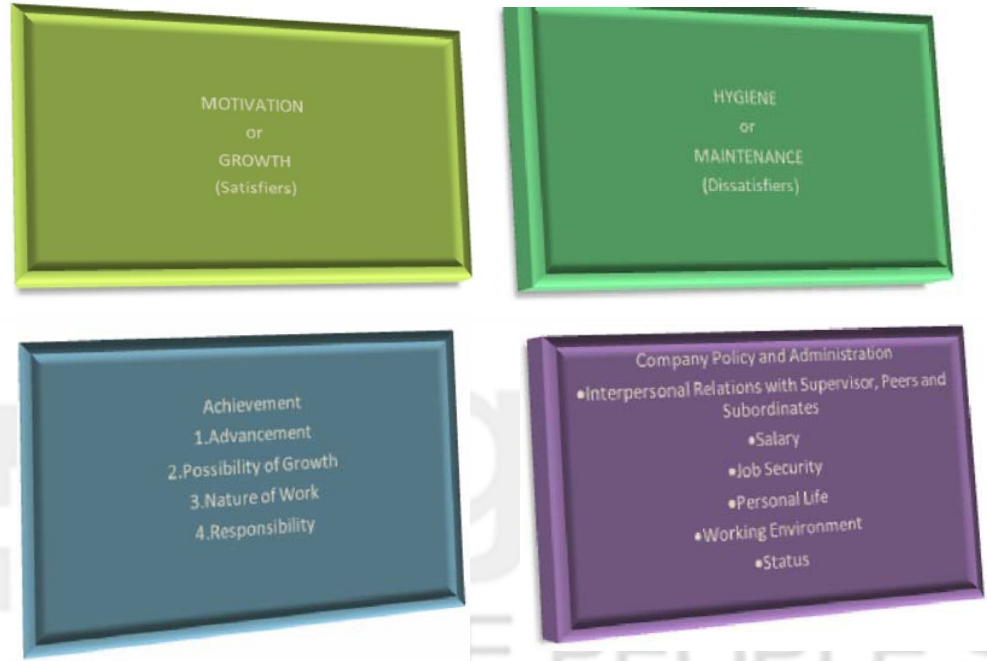 MOTIVATION
or
GROWTH
(Satisfiers)
HYGIENE
or
MAINTENANCE
(Dissatisfiers)
Achievement
1.Advancement
2.Possibility of Growth
3.Nature of Work
4.Responsibility
Company Policy and Administration
•Interpersonal Relations with Supervisor, Peers and
Subordinates
•Salary
•Job Security
•Personal Life
•Working Environment
•Status